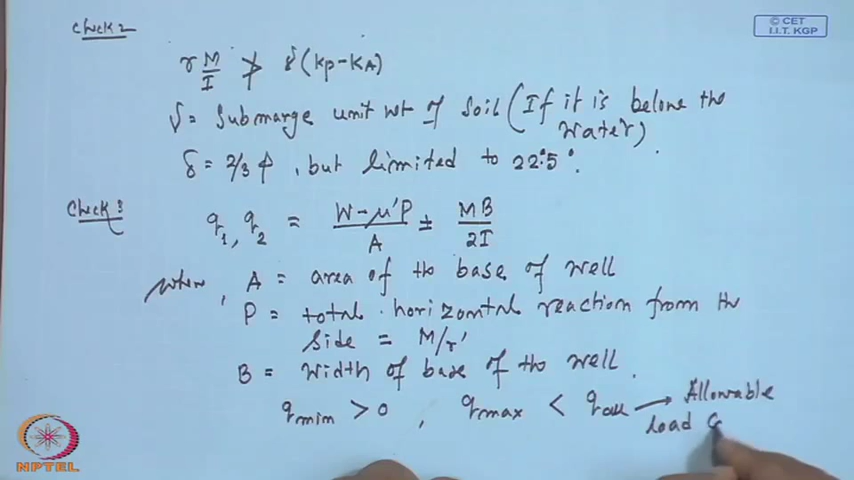 Check 2
© CET
I.I.T. KGP
r M/I ≯ γ (Kp - KA)
γ = Submarge unit wt of soil (If it is below the
water)
δ = 2/3 φ, but limited to 22.5°.
Check 3
q1, q2 = (W - μ'P)/A ± MB/2I
where, A = area of the base of well
P = total horizontal reaction from the
side = M/r'
B = width of base of the well.
qmin > 0, qmax < qall → Allowable
load
NPTEL